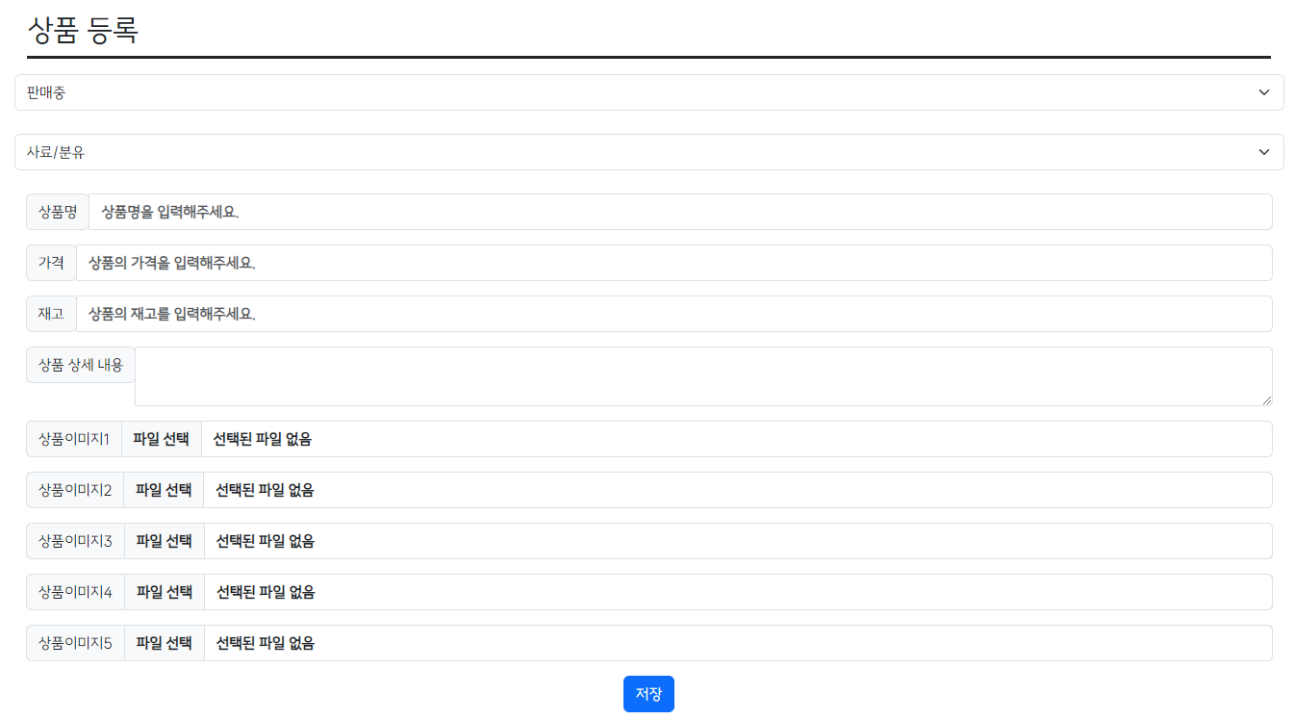 상품 등록
판매중
사료/분유
상품명 상품명을 입력해주세요.
가격 상품의 가격을 입력해주세요.
재고 상품의 재고를 입력해주세요.
상품 상세 내용
상품이미지1 파일 선택 선택된 파일 없음
상품이미지2 파일 선택 선택된 파일 없음
상품이미지3 파일 선택 선택된 파일 없음
상품이미지4 파일 선택 선택된 파일 없음
상품이미지5 파일 선택 선택된 파일 없음
저장